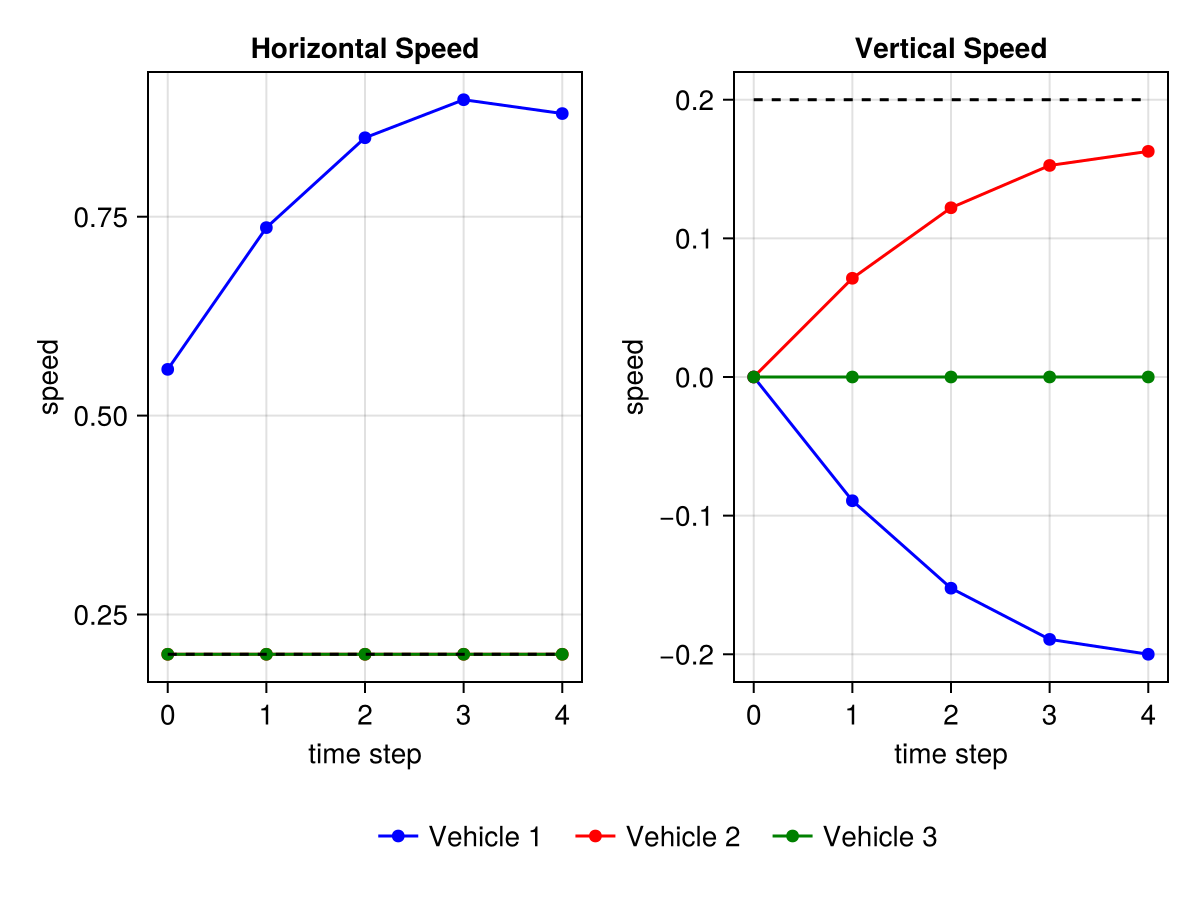 Horizontal Speed
speed
0.75
0.50
0.25
0 1 2 3 4
time step
Vertical Speed
speed
0.2
0.1
0.0
−0.1
−0.2
0 1 2 3 4
time step
Vehicle 1 Vehicle 2 Vehicle 3